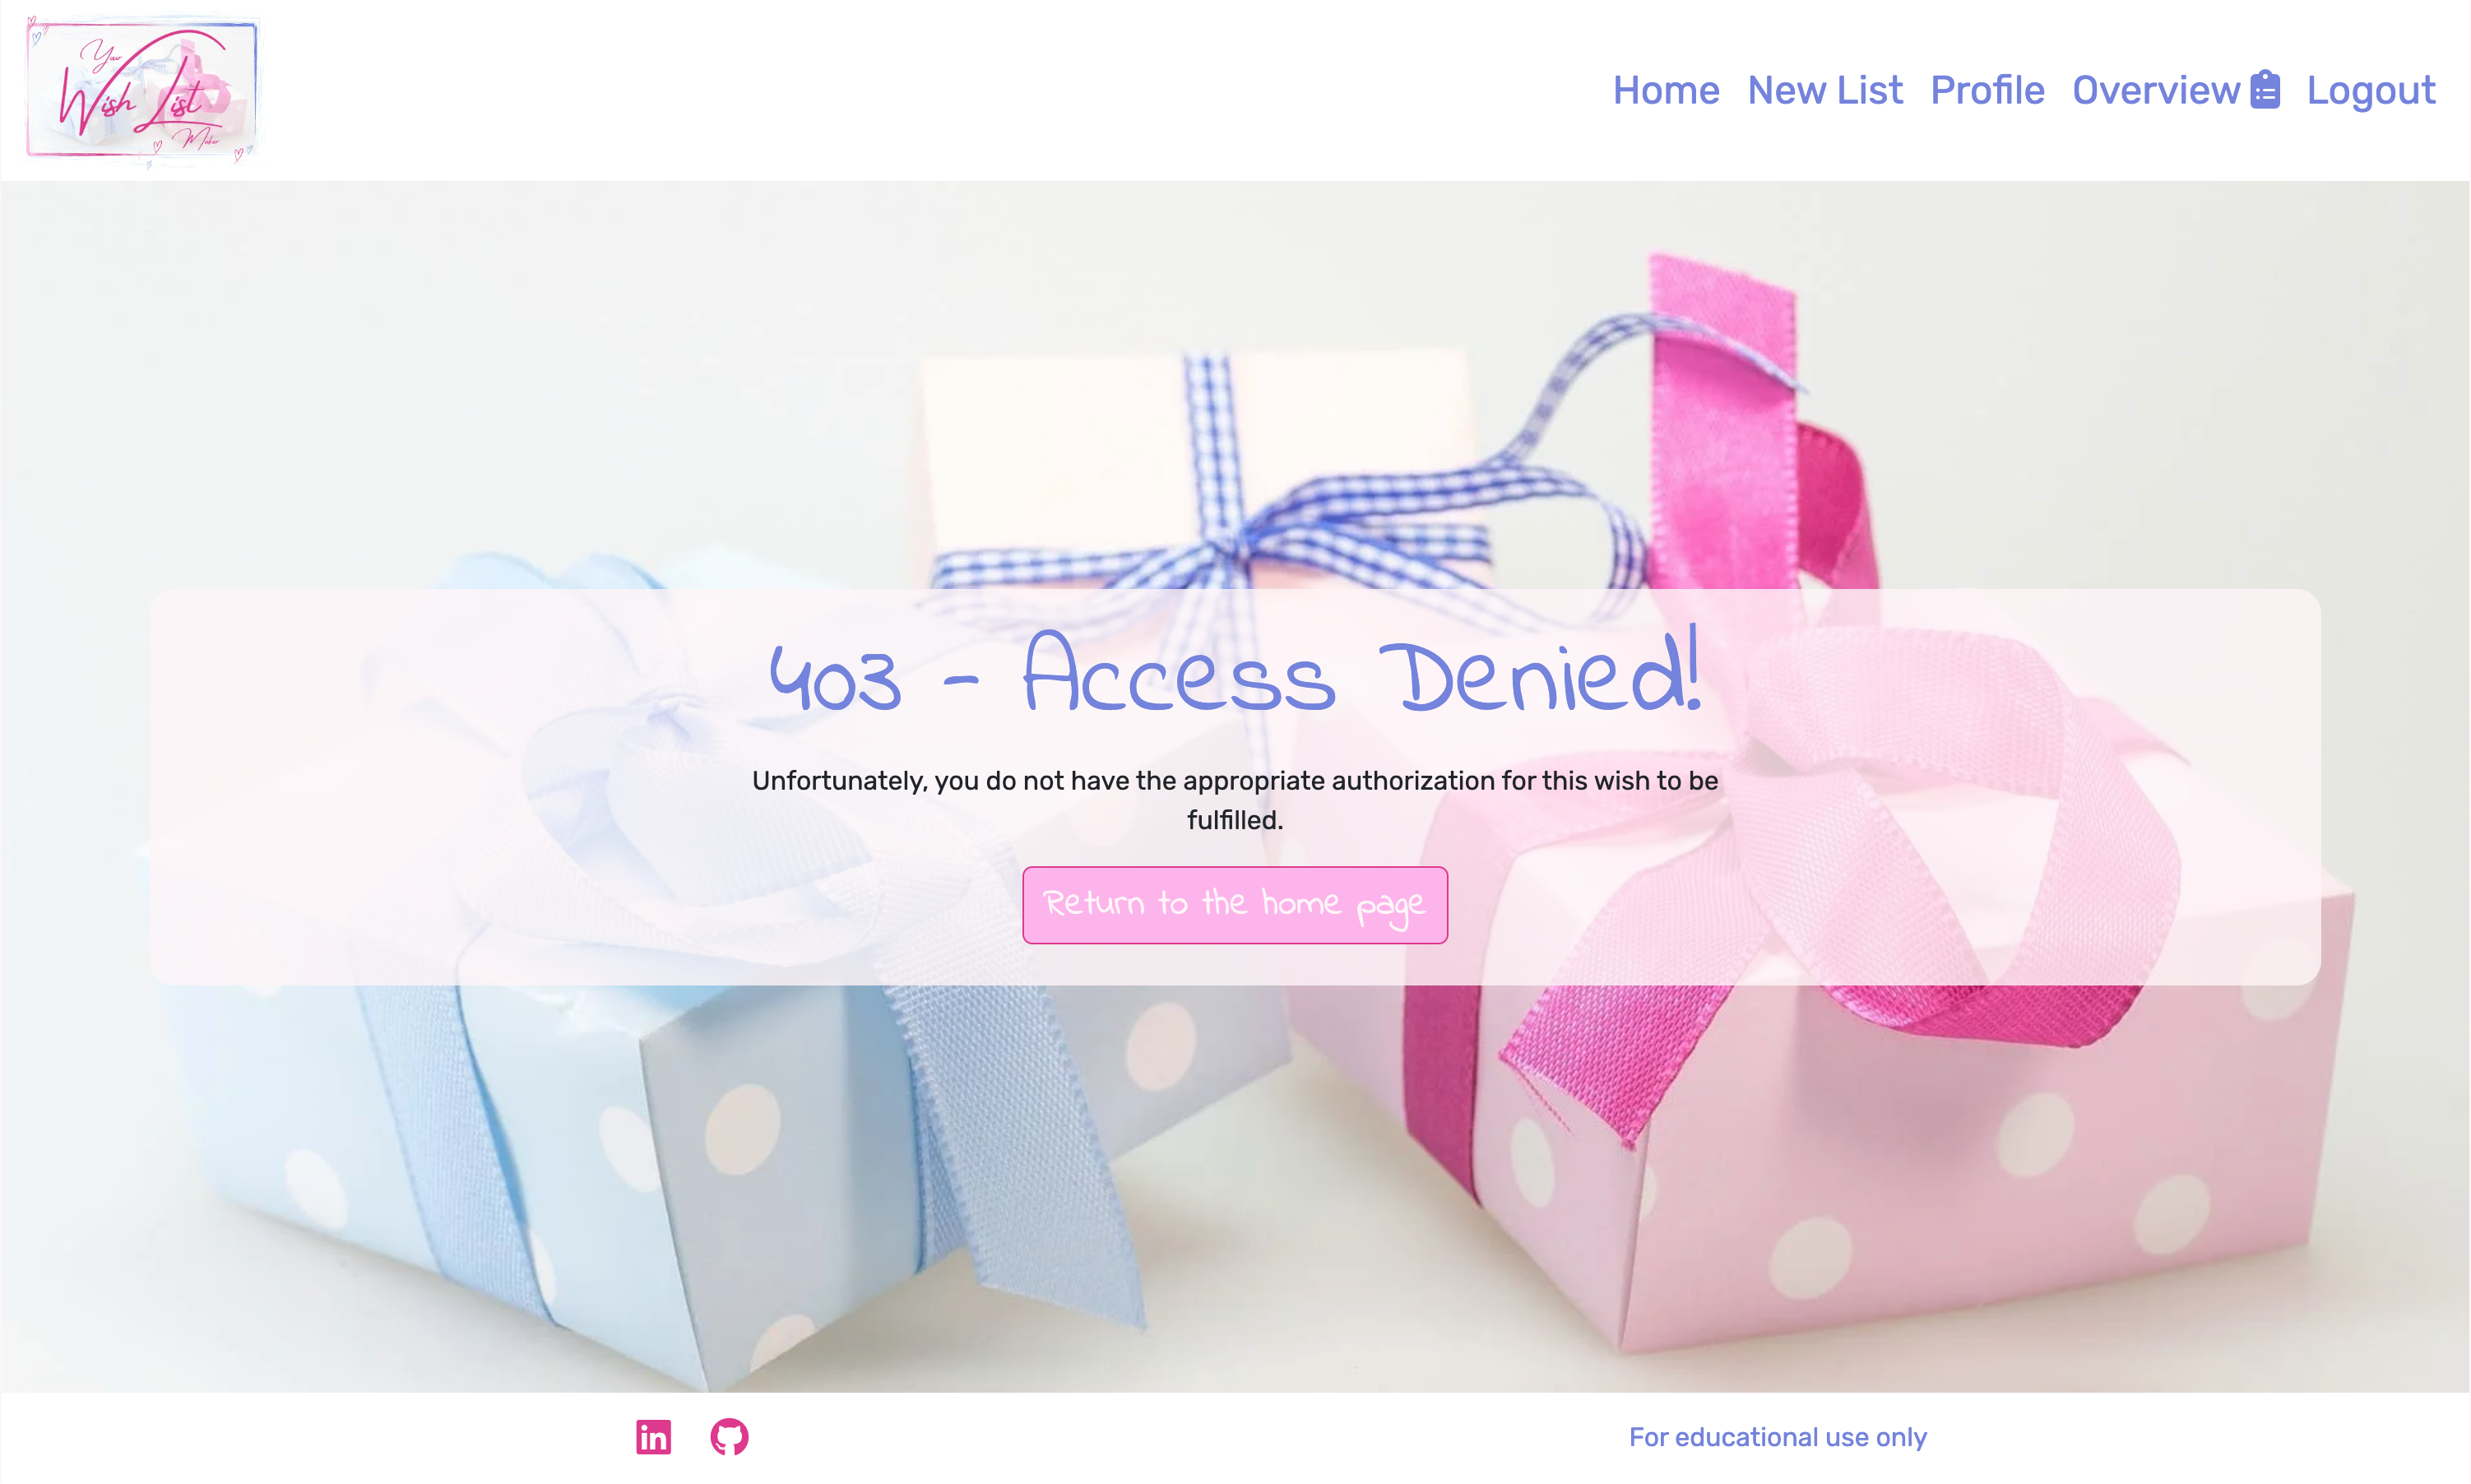 Your
Wish List
Maker
Home New List Profile Overview Logout
403 - Access Denied!
Unfortunately, you do not have the appropriate authorization for this wish to be
fulfilled.
Return to the home page
For educational use only